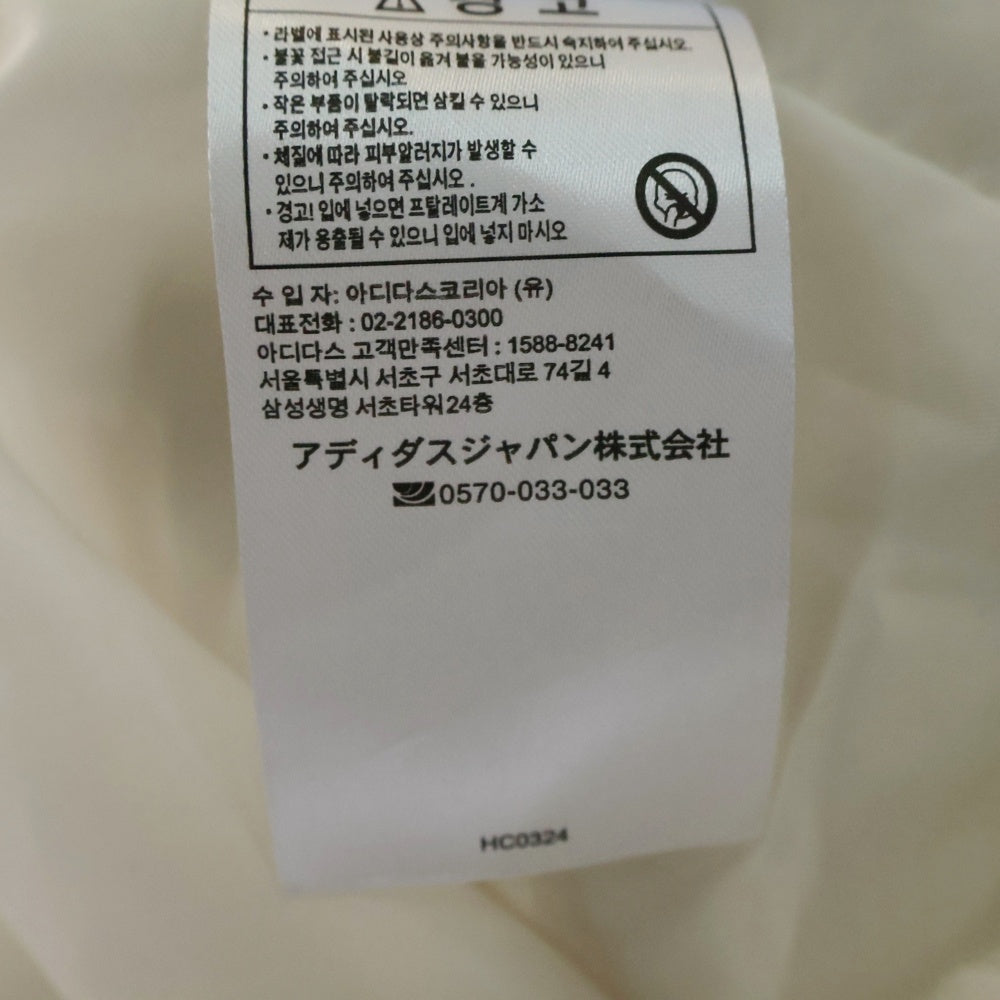 경고
• 라벨에 표시된 사용상 주의사항을 반드시 숙지하여 주십시오.
• 불꽃 접근 시 불길이 옮겨 붙을 가능성이 있으니
주의하여 주십시오
• 작은 부품이 탈락되면 삼킬 수 있으니
주의하여 주십시오.
• 체질에 따라 피부알러지가 발생할 수
있으니 주의하여 주십시오 .
• 경고! 입에 넣으면 프탈레이트계 가소
제가 용출될 수 있으니 입에 넣지 마시오
수 입 자: 아디다스코리아 (유)
대표전화 : 02-2186-0300
아디다스 고객만족센터 : 1588-8241
서울특별시 서초구 서초대로 74길 4
삼성생명 서초타워24층
アディダスジャパン株式会社
0570-033-033
HC0324